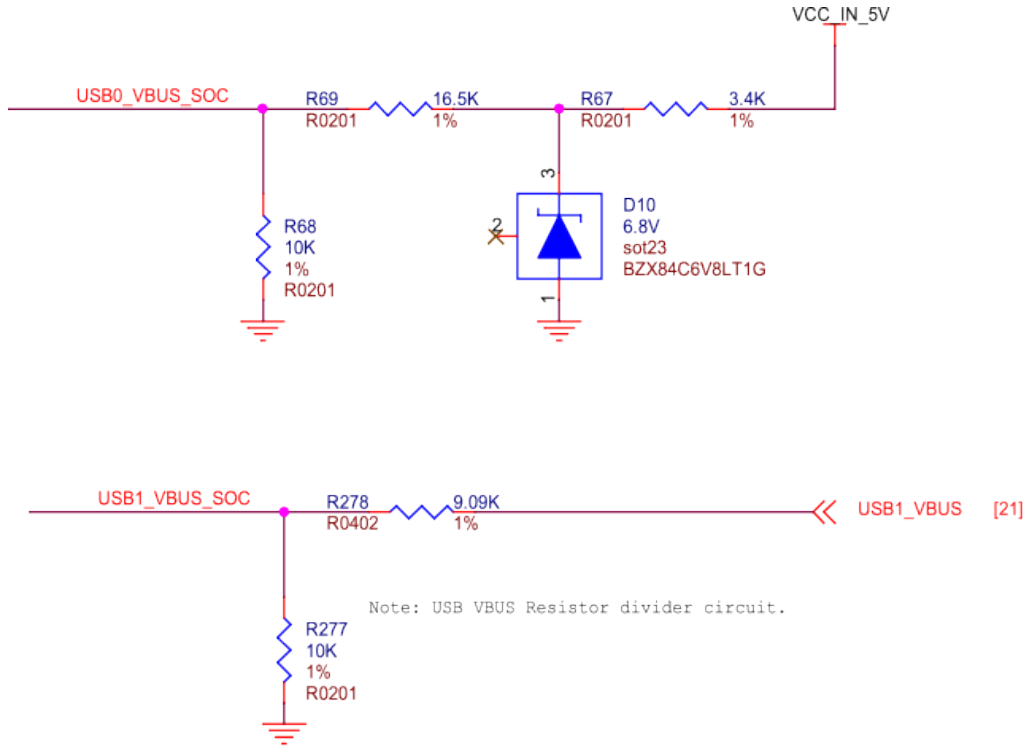 VCC_IN_5V
USB0_VBUS_SOC
R69
16.5K
R0201
1%
R67
3.4K
R0201
1%
3
2
1
D10
6.8V
sot23
BZX84C6V8LT1G
R68
10K
1%
R0201
USB1_VBUS_SOC
R278
9.09K
R0402
1%
USB1_VBUS [21]
Note: USB VBUS Resistor divider circuit.
R277
10K
1%
R0201